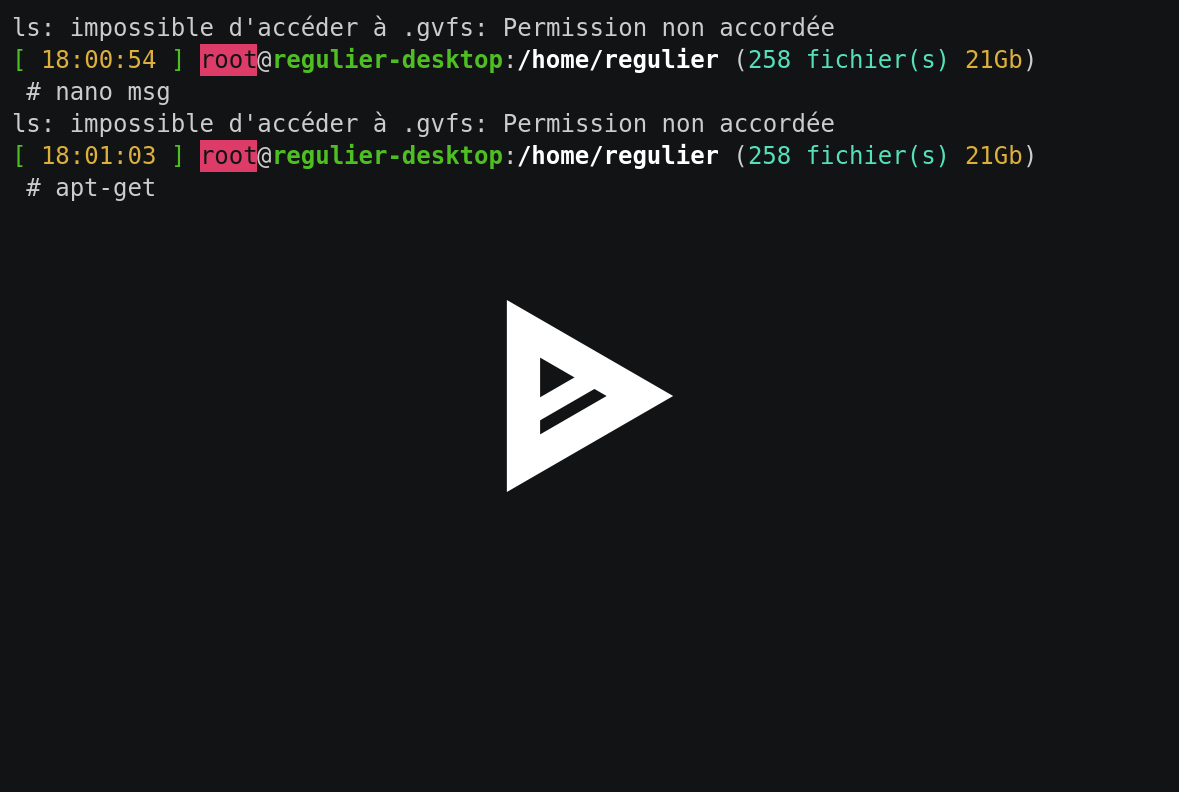 ls: impossible d'accéder à .gvfs: Permission non accordée
[ 18:00:54 ] root@regulier-desktop:/home/regulier (258 fichier(s) 21Gb)
# nano msg
ls: impossible d'accéder à .gvfs: Permission non accordée
[ 18:01:03 ] root@regulier-desktop:/home/regulier (258 fichier(s) 21Gb)
# apt-get